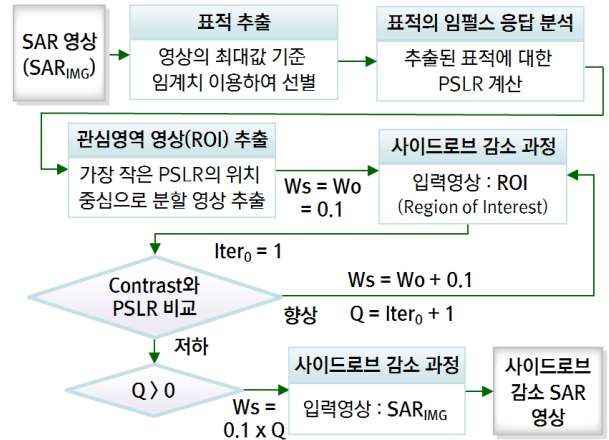 SAR 영상
(SAR_IMG)
표적 추출
영상의 최대값 기준
임계치 이용하여 선별
표적의 임펄스 응답 분석
추출된 표적에 대한
PSLR 계산
관심영역 영상(ROI) 추출
가장 작은 PSLR의 위치
중심으로 분할 영상 추출
Ws = Wo
= 0.1
사이드로브 감소 과정
입력영상 : ROI
(Region of Interest)
Iter₀ = 1
Contrast와
PSLR 비교
Ws = Wo + 0.1
향상 Q = Iter₀ + 1
저하
Q > 0
Ws =
0.1 x Q
사이드로브 감소 과정
입력영상 : SAR_IMG
사이드로브
감소 SAR
영상